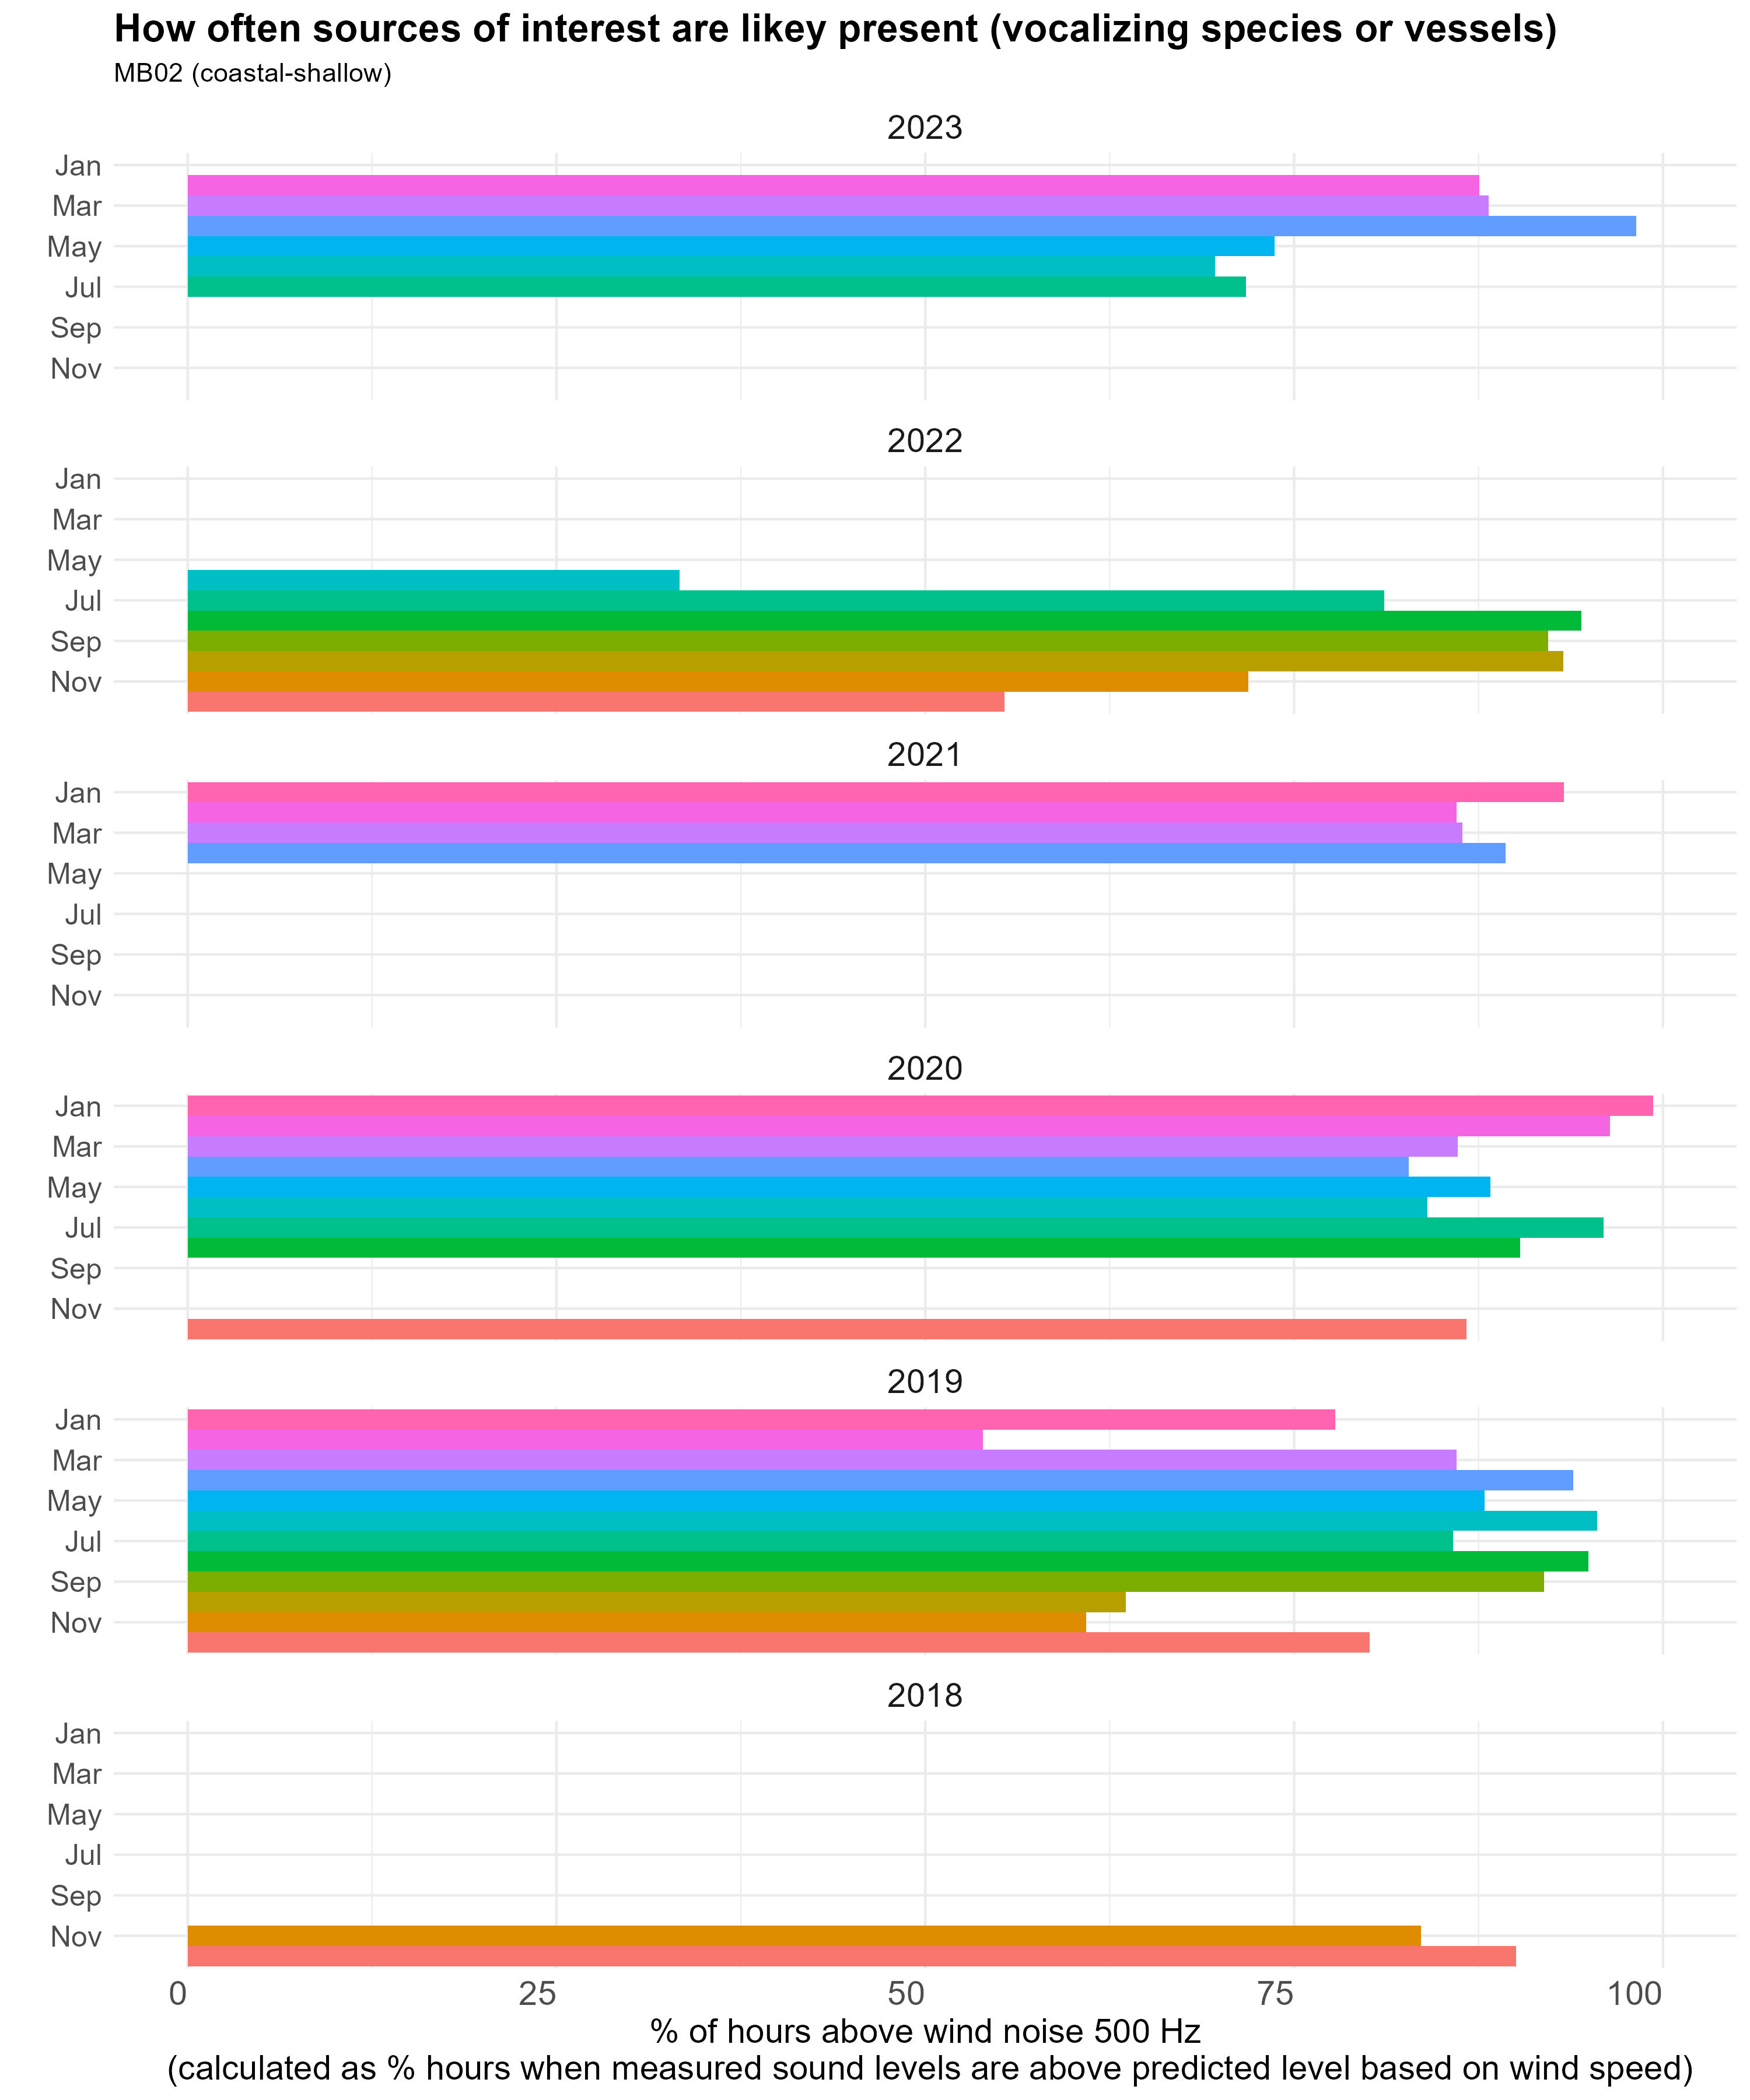 How often sources of interest are likey present (vocalizing species or vessels)
MB02 (coastal-shallow)
2023
Jan
Mar
May
Jul
Sep
Nov
2022
Jan
Mar
May
Jul
Sep
Nov
2021
Jan
Mar
May
Jul
Sep
Nov
2020
Jan
Mar
May
Jul
Sep
Nov
2019
Jan
Mar
May
Jul
Sep
Nov
2018
Jan
Mar
May
Jul
Sep
Nov
0 25 50 75 100
% of hours above wind noise 500 Hz
(calculated as % hours when measured sound levels are above predicted level based on wind speed)